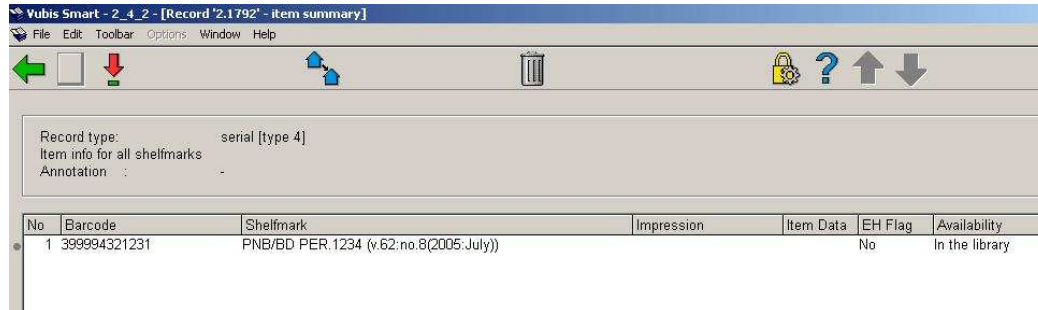 Vubis Smart - 2_4_2 - [Record '2.1792' - item summary]
File Edit Toolbar Options Window Help
Record type: serial [type 4]
Item info for all shelfmarks
Annotation : -
No Barcode Shelfmark Impression Item Data EH Flag Availability
1 399994321231 PNB/BD PER.1234 (v.62:no.8(2005:July)) No In the library